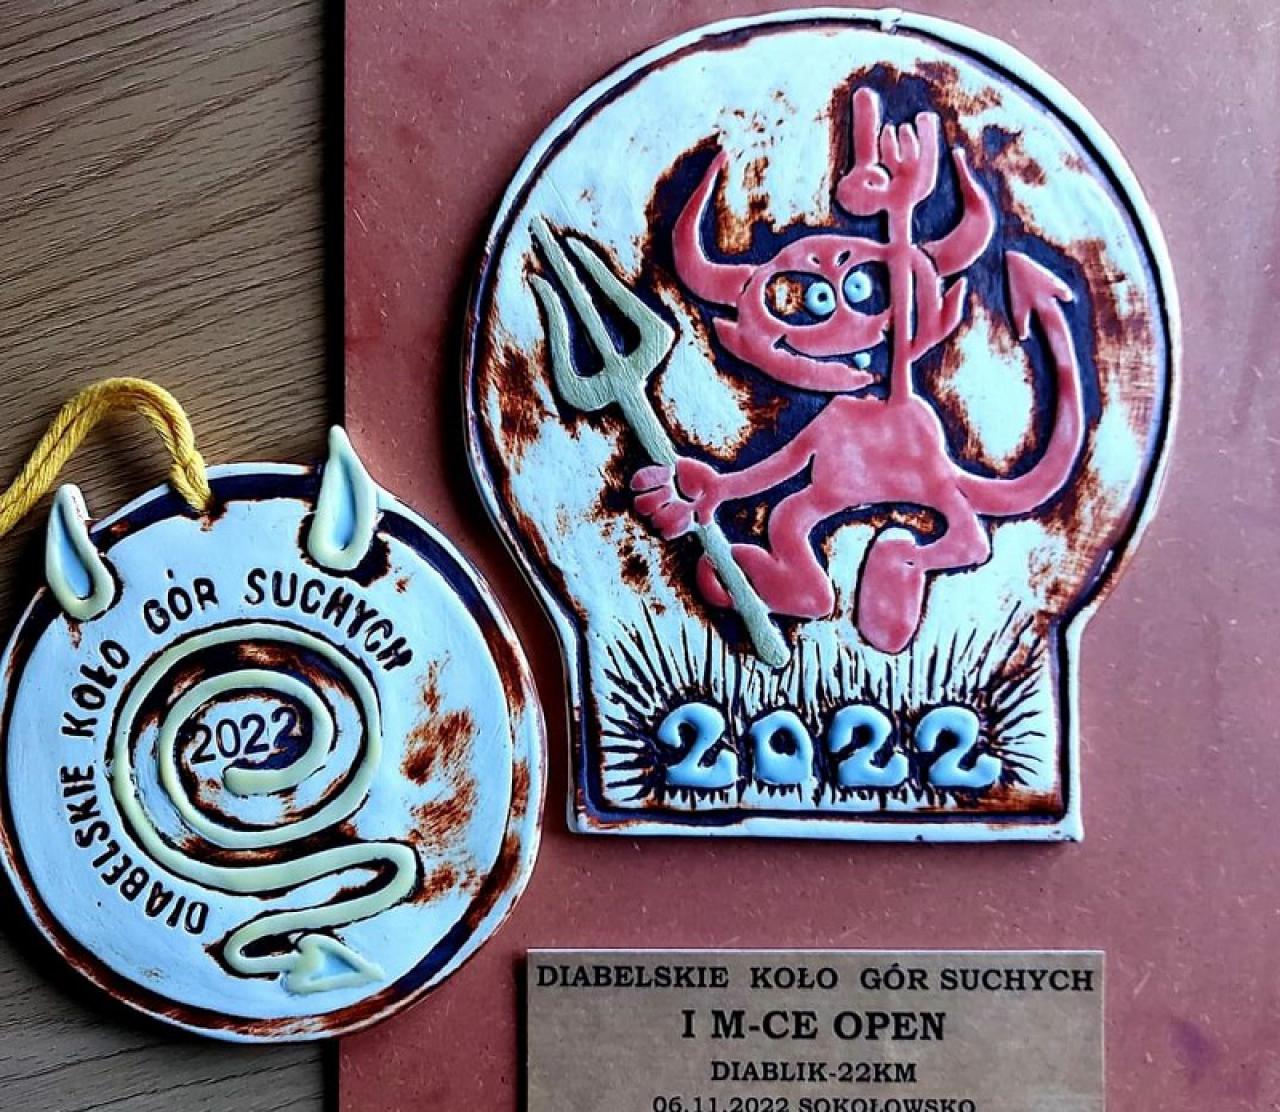 DIABELSKIE KOŁO GÓR SUCHYCH
2022
2022
DIABELSKIE KOŁO GÓR SUCHYCH
I M-CE OPEN
DIABLIK-22KM
06.11.2022 SOKOŁOWSKO